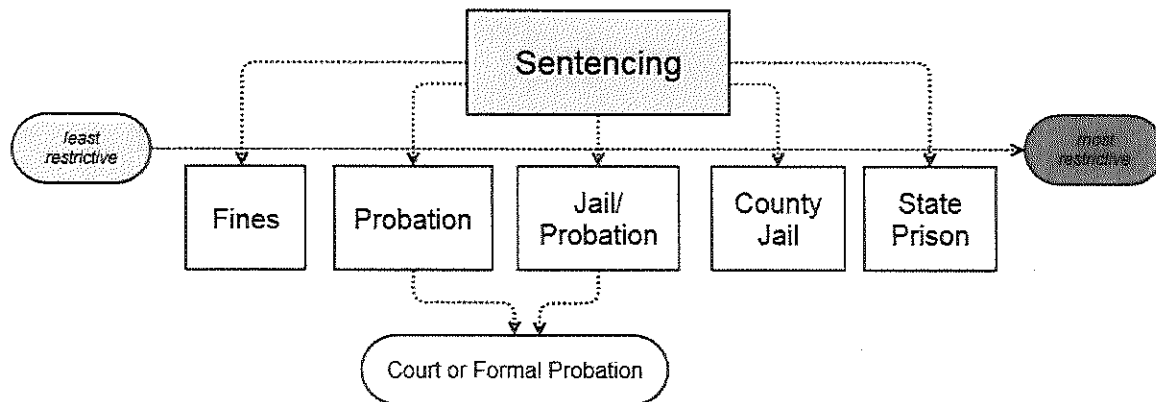 Sentencing
least
restrictive
most
restrictive
Fines
Probation
Jail/
Probation
County
Jail
State
Prison
Court or Formal Probation